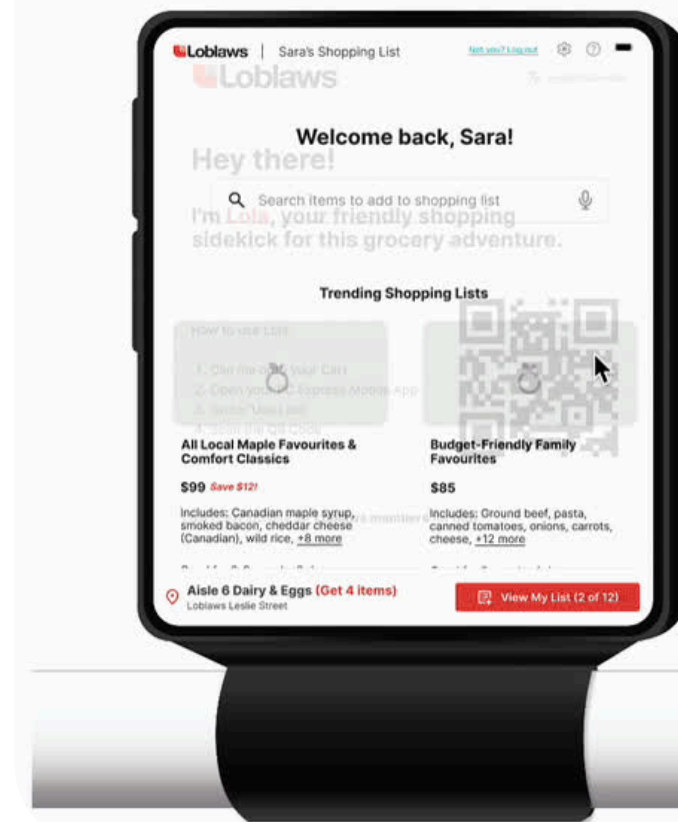 Loblaws | Sara's Shopping List
Not you? Log out
Loblaws
Welcome back, Sara!
Hey there!
Search items to add to shopping list
I'm Lola, your friendly shopping
sidekick for this grocery adventure.
Trending Shopping Lists
How to use Lola
All Local Maple Favourites &
Comfort Classics
$99 Save $12!
Includes: Canadian maple syrup,
smoked bacon, cheddar cheese
(Canadian), wild rice, +8 more
Budget-Friendly Family
Favourites
$85
Includes: Ground beef, pasta,
canned tomatoes, onions, carrots,
cheese, +12 more
members
Aisle 6 Dairy & Eggs (Get 4 items)
Loblaws Leslie Street
View My List (2 of 12)